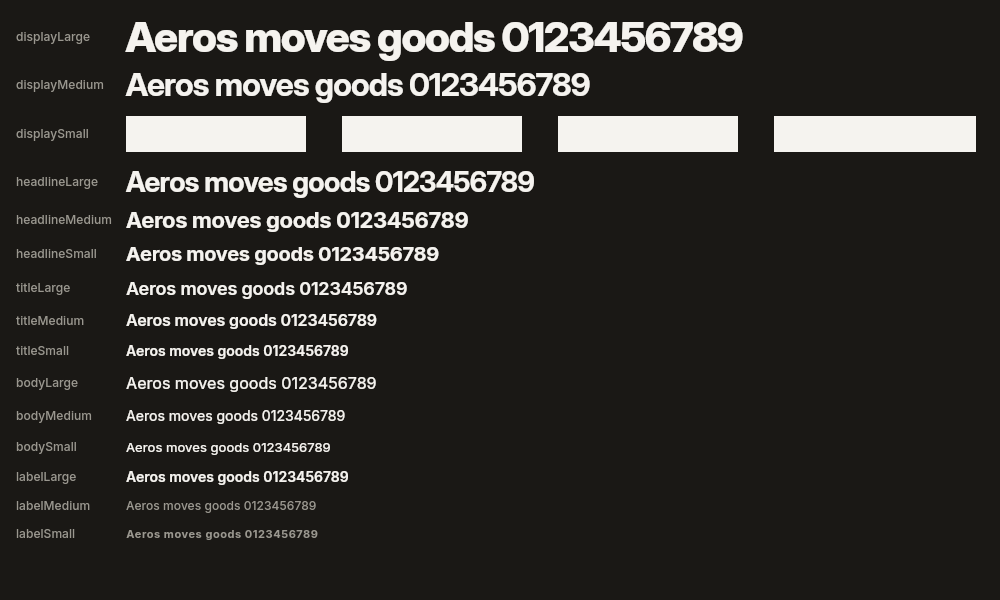 displayLarge Aeros moves goods 0123456789
displayMedium Aeros moves goods 0123456789
displaySmall
headlineLarge Aeros moves goods 0123456789
headlineMedium Aeros moves goods 0123456789
headlineSmall Aeros moves goods 0123456789
titleLarge Aeros moves goods 0123456789
titleMedium Aeros moves goods 0123456789
titleSmall Aeros moves goods 0123456789
bodyLarge Aeros moves goods 0123456789
bodyMedium Aeros moves goods 0123456789
bodySmall Aeros moves goods 0123456789
labelLarge Aeros moves goods 0123456789
labelMedium Aeros moves goods 0123456789
labelSmall Aeros moves goods 0123456789